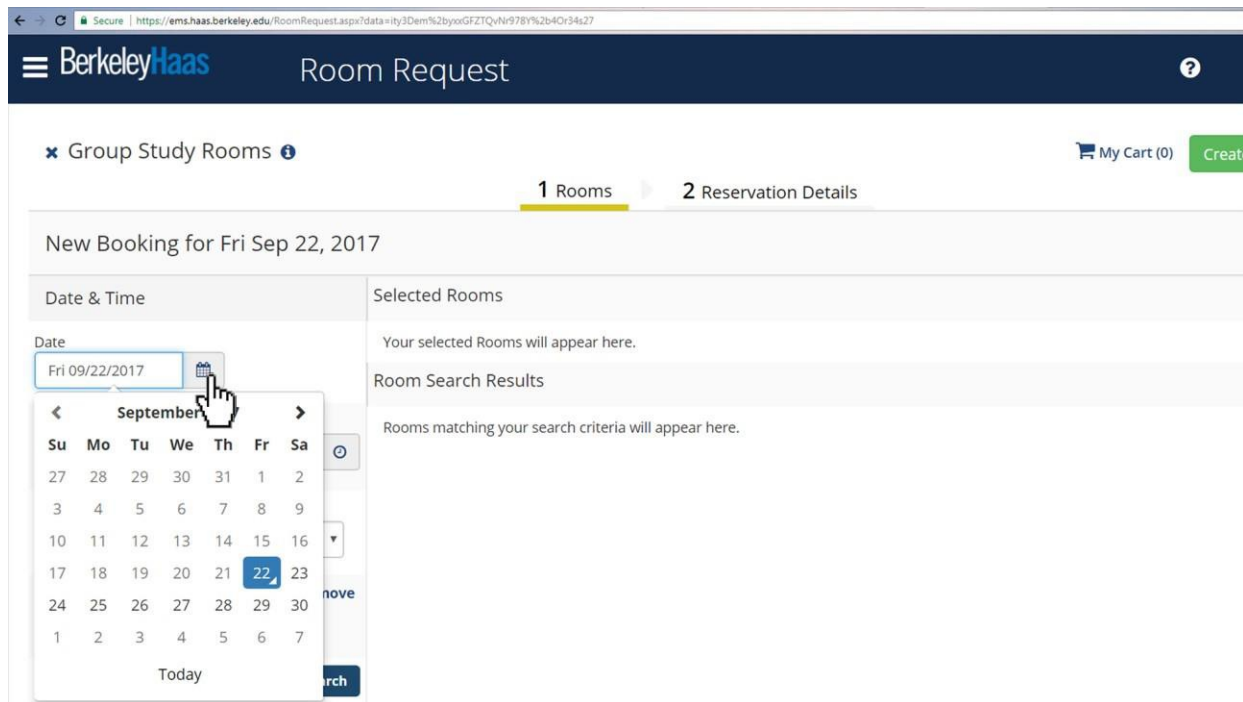 Secure | https://ems.haas.berkeley.edu/RoomRequest.aspx?data=ity3Dem%2byxxGFZTQvNr978Y%2b4Or34s27
BerkeleyHaas Room Request
Group Study Rooms
My Cart (0)
1 Rooms 2 Reservation Details
New Booking for Fri Sep 22, 2017
Date & Time
Selected Rooms
Date
Your selected Rooms will appear here.
Fri 09/22/2017
Room Search Results
September
Rooms matching your search criteria will appear here.
Su Mo Tu We Th Fr Sa
27 28 29 30 31 1 2
3 4 5 6 7 8 9
10 11 12 13 14 15 16
17 18 19 20 21 22 23
24 25 26 27 28 29 30
1 2 3 4 5 6 7
Today